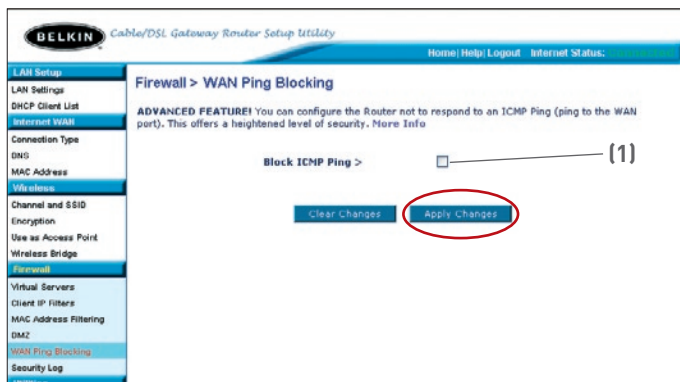 BELKIN Cable/DSL Gateway Router Setup Utility
Home|Help|Logout Internet Status:
LAN Setup
LAN Settings
DHCP Client List
Internet WAN
Connection Type
DNS
MAC Address
Wireless
Channel and SSID
Encryption
Use as Access Point
Wireless Bridge
Firewall
Virtual Servers
Client IP Filters
MAC Address Filtering
DMZ
WAN Ping Blocking
Security Log
Firewall > WAN Ping Blocking
ADVANCED FEATURE! You can configure the Router not to respond to an ICMP Ping (ping to the WAN
port). This offers a heightened level of security. More Info
Block ICMP Ping >
(1)
Clear Changes Apply Changes